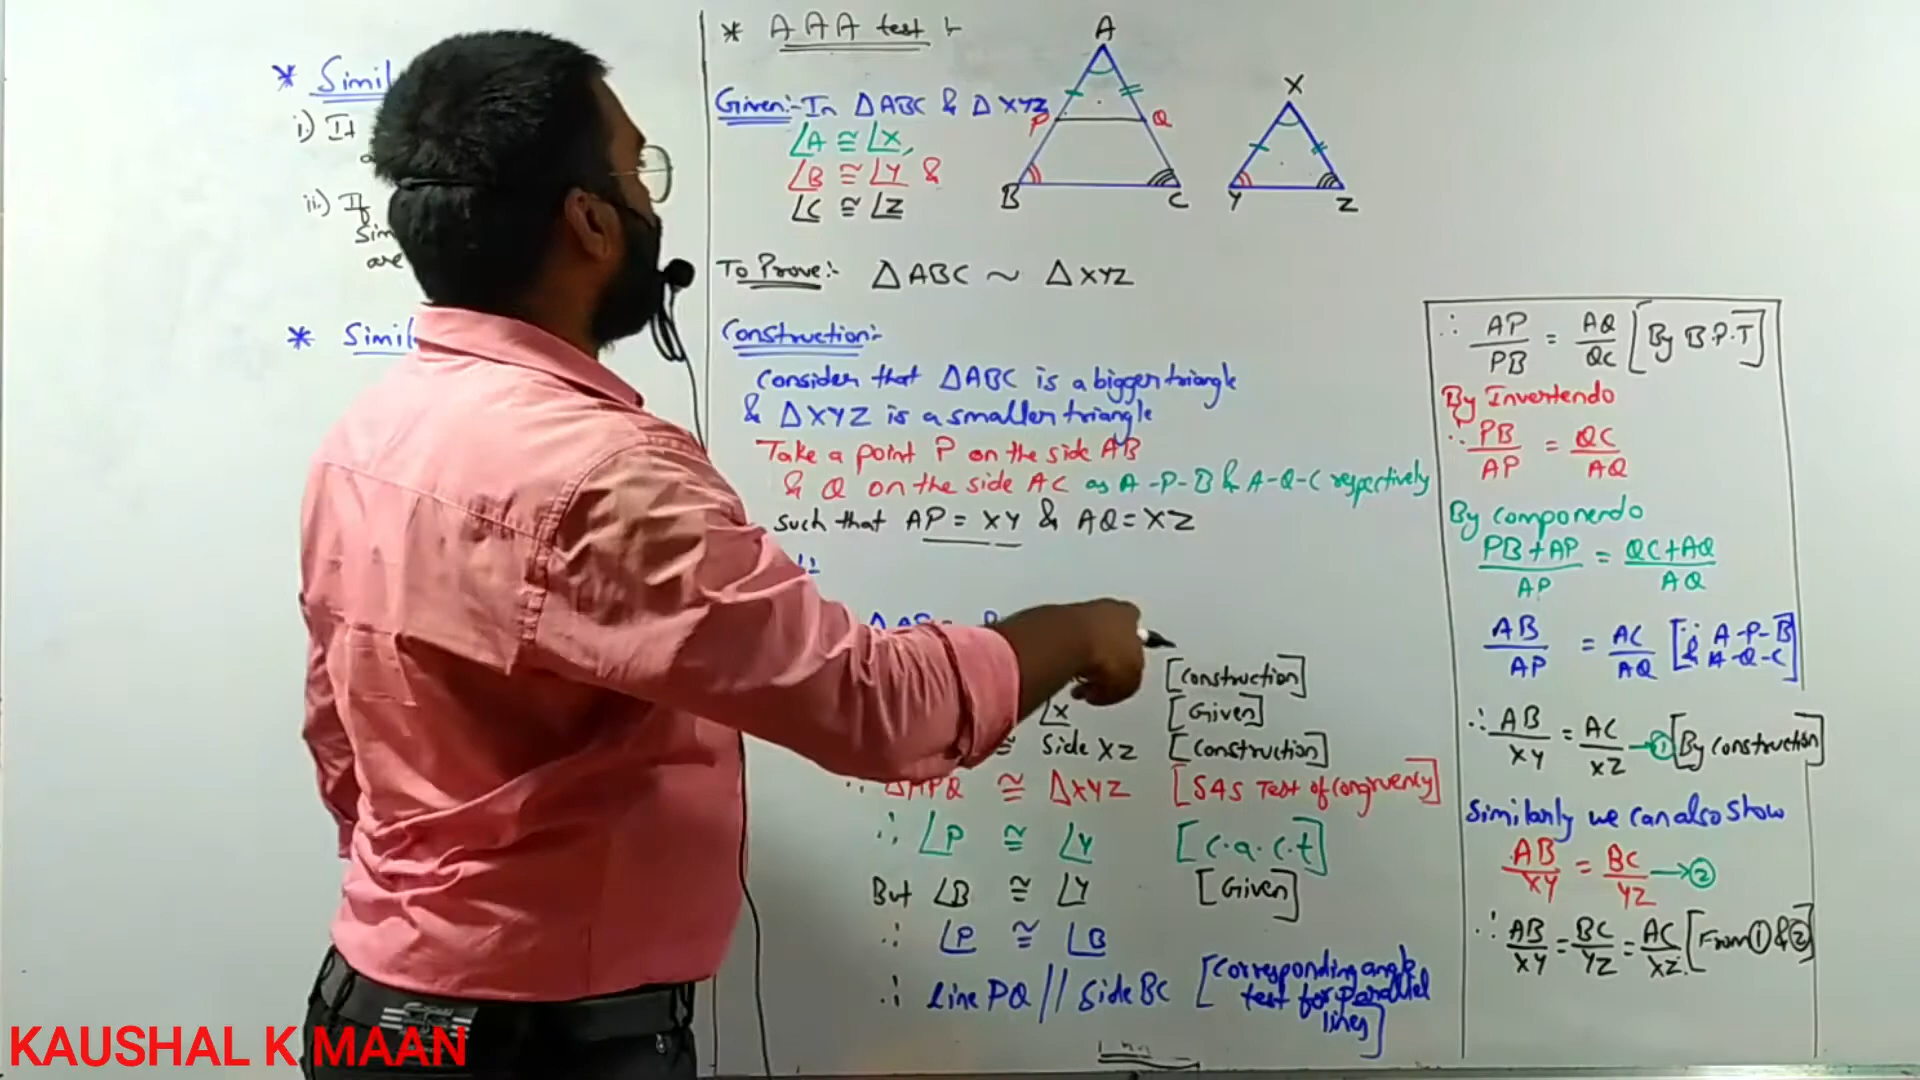 * Simil
i) If
a
ii) If
Sim
are
* Simil
* AAA test :-
Given:- In △ABC & △XYZ
∠A ≅ ∠X,
∠B ≅ ∠Y &
∠C ≅ ∠Z
A
P
Q
B
C
X
Y
Z
To Prove:- △ABC ~ △XYZ
Construction:-
Consider that △ABC is a bigger triangle
& △XYZ is a smaller triangle
Take a point P on the side AB
& Q on the side AC as A-P-B & A-Q-C respectively
such that AP = XY & AQ = XZ
[Construction]
∠X [Given]
≅ Side XZ [Construction]
∴ △APQ ≅ △XYZ [SAS Test of Congruency]
∴ ∠P ≅ ∠Y [c.a.c.t]
But ∠B ≅ ∠Y [Given]
∴ ∠P ≅ ∠B
∴ line PQ // Side BC [Corresponding angle
test for parallel
lines]
∴ AP/PB = AQ/QC [By B.P.T]
By Invertendo
∴ PB/AP = QC/AQ
By componendo
PB+AP/AP = QC+AQ/AQ
AB/AP = AC/AQ [∵ A-P-B
& A-Q-C]
∴ AB/XY = AC/XZ → ① [By construction]
Similarly we can also show
AB/XY = BC/YZ → ②
∴ AB/XY = BC/YZ = AC/XZ. [From ① & ②]
KAUSHAL K MAAN